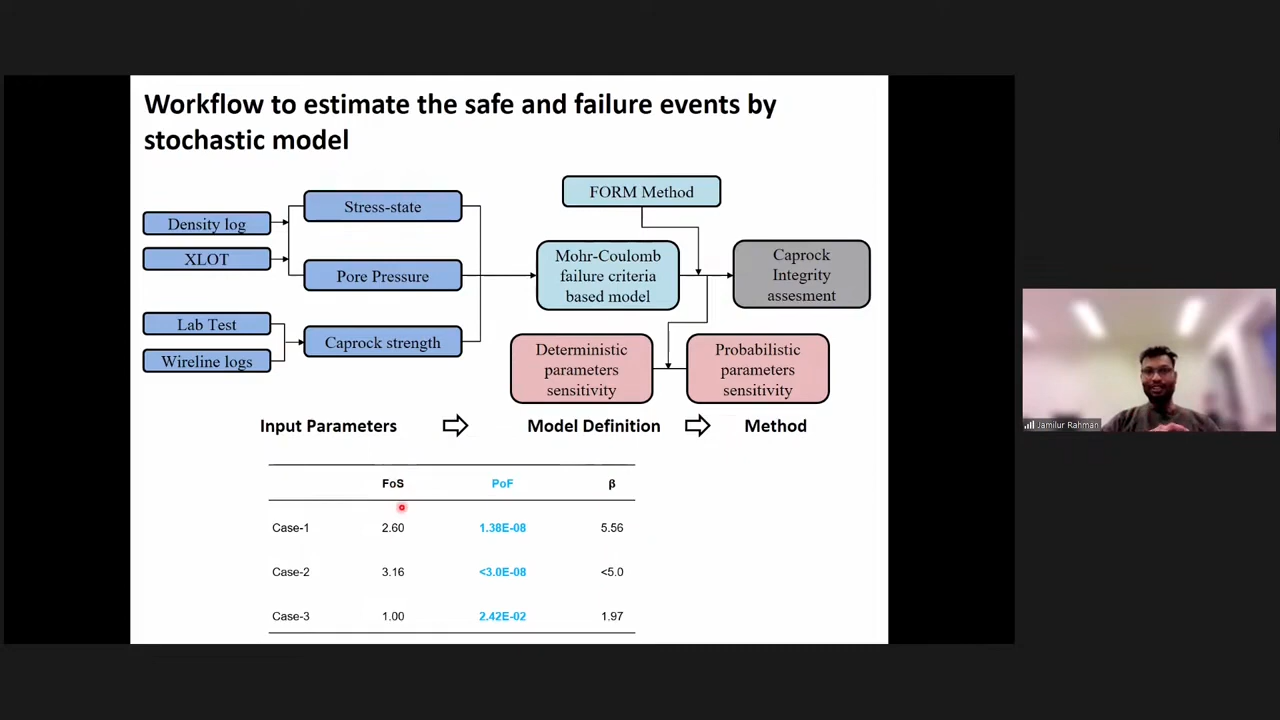 Workflow to estimate the safe and failure events by
stochastic model
FORM Method
Density log
XLOT
Lab Test
Wireline logs
Stress-state
Pore Pressure
Caprock strength
Mohr-Coulomb
failure criteria
based model
Caprock
Integrity
assesment
Deterministic
parameters
sensitivity
Probabilistic
parameters
sensitivity
Input Parameters
Model Definition
Method
FoS PoF β
Case-1 2.60 1.38E-08 5.56
Case-2 3.16 <3.0E-08 <5.0
Case-3 1.00 2.42E-02 1.97
Jamilur Rahman